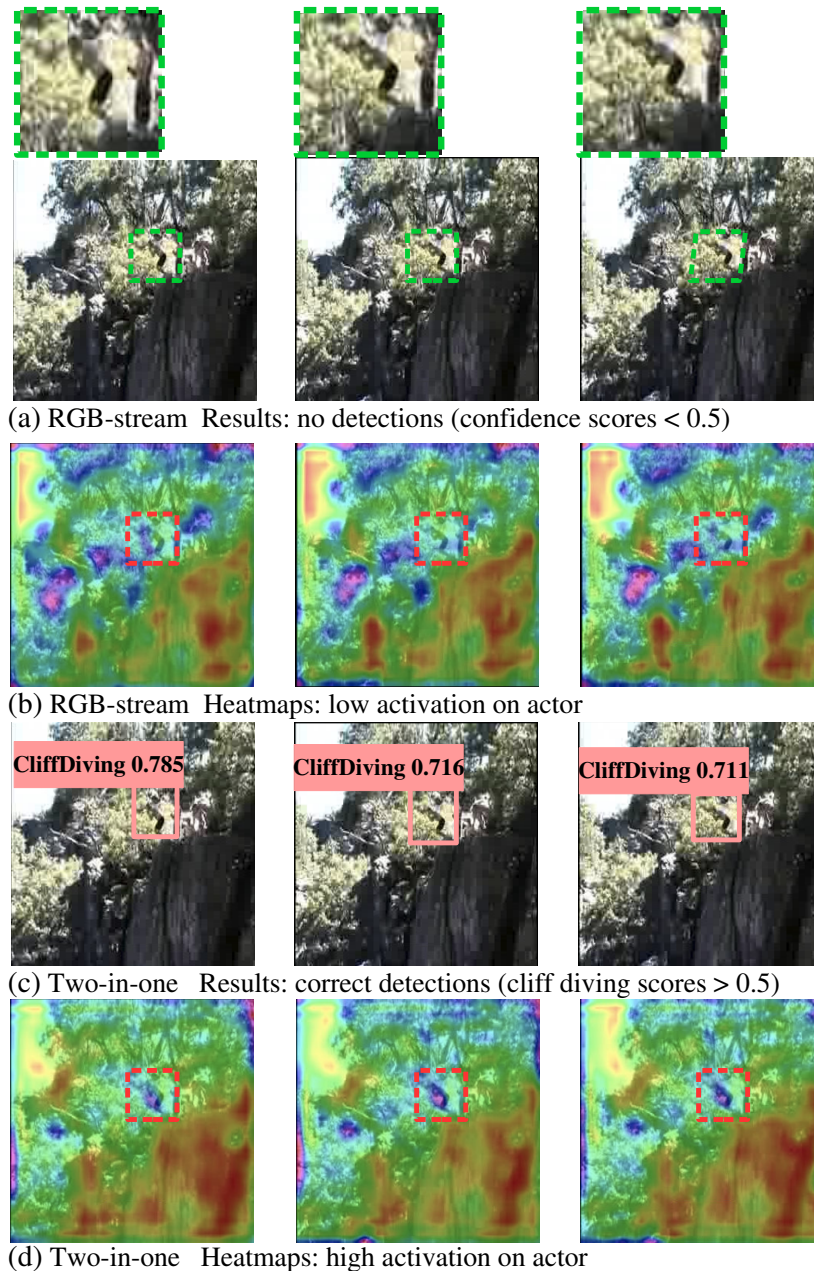 (a) RGB-stream Results: no detections (confidence scores < 0.5)
(b) RGB-stream Heatmaps: low activation on actor
CliffDiving 0.785
CliffDiving 0.716
CliffDiving 0.711
(c) Two-in-one Results: correct detections (cliff diving scores > 0.5)
(d) Two-in-one Heatmaps: high activation on actor